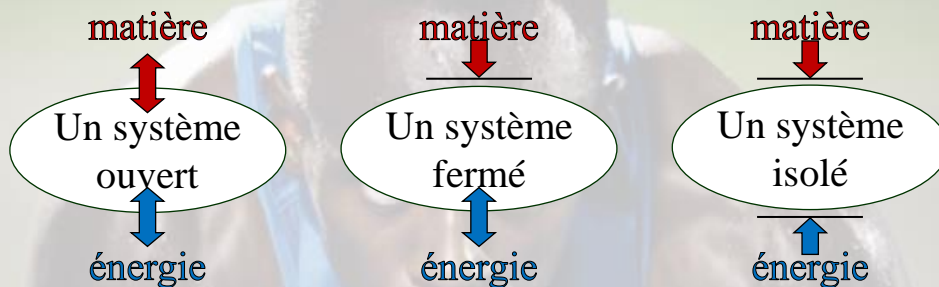 matière
Un système
ouvert
énergie
matière
Un système
fermé
énergie
matière
Un système
isolé
énergie